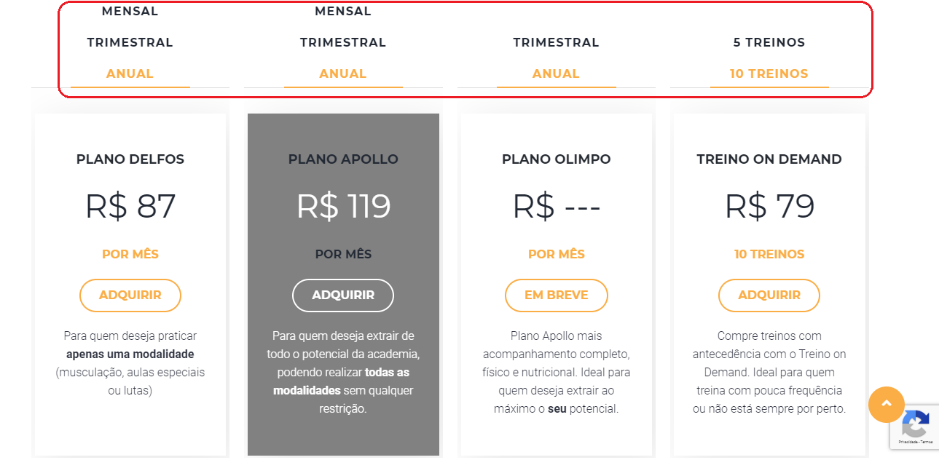 MENSAL
TRIMESTRAL
ANUAL
MENSAL
TRIMESTRAL
ANUAL
TRIMESTRAL
ANUAL
5 TREINOS
10 TREINOS
PLANO DELFOS
R$ 87
POR MÊS
ADQUIRIR
Para quem deseja praticar
apenas uma modalidade
(musculação, aulas especiais
ou lutas)
PLANO APOLLO
R$ 119
POR MÊS
ADQUIRIR
Para quem deseja extrair de
todo o potencial da academia,
podendo realizar todas as
modalidades sem qualquer
restrição.
PLANO OLIMPO
R$ ---
POR MÊS
EM BREVE
Plano Apollo mais
acompanhamento completo,
físico e nutricional. Ideal para
quem deseja extrair ao
máximo o seu potencial.
TREINO ON DEMAND
R$ 79
10 TREINOS
ADQUIRIR
Compre treinos com
antecedência com o Treino on
Demand. Ideal para quem
treina com pouca frequência
ou não está sempre por perto.
Privacidade - Termos